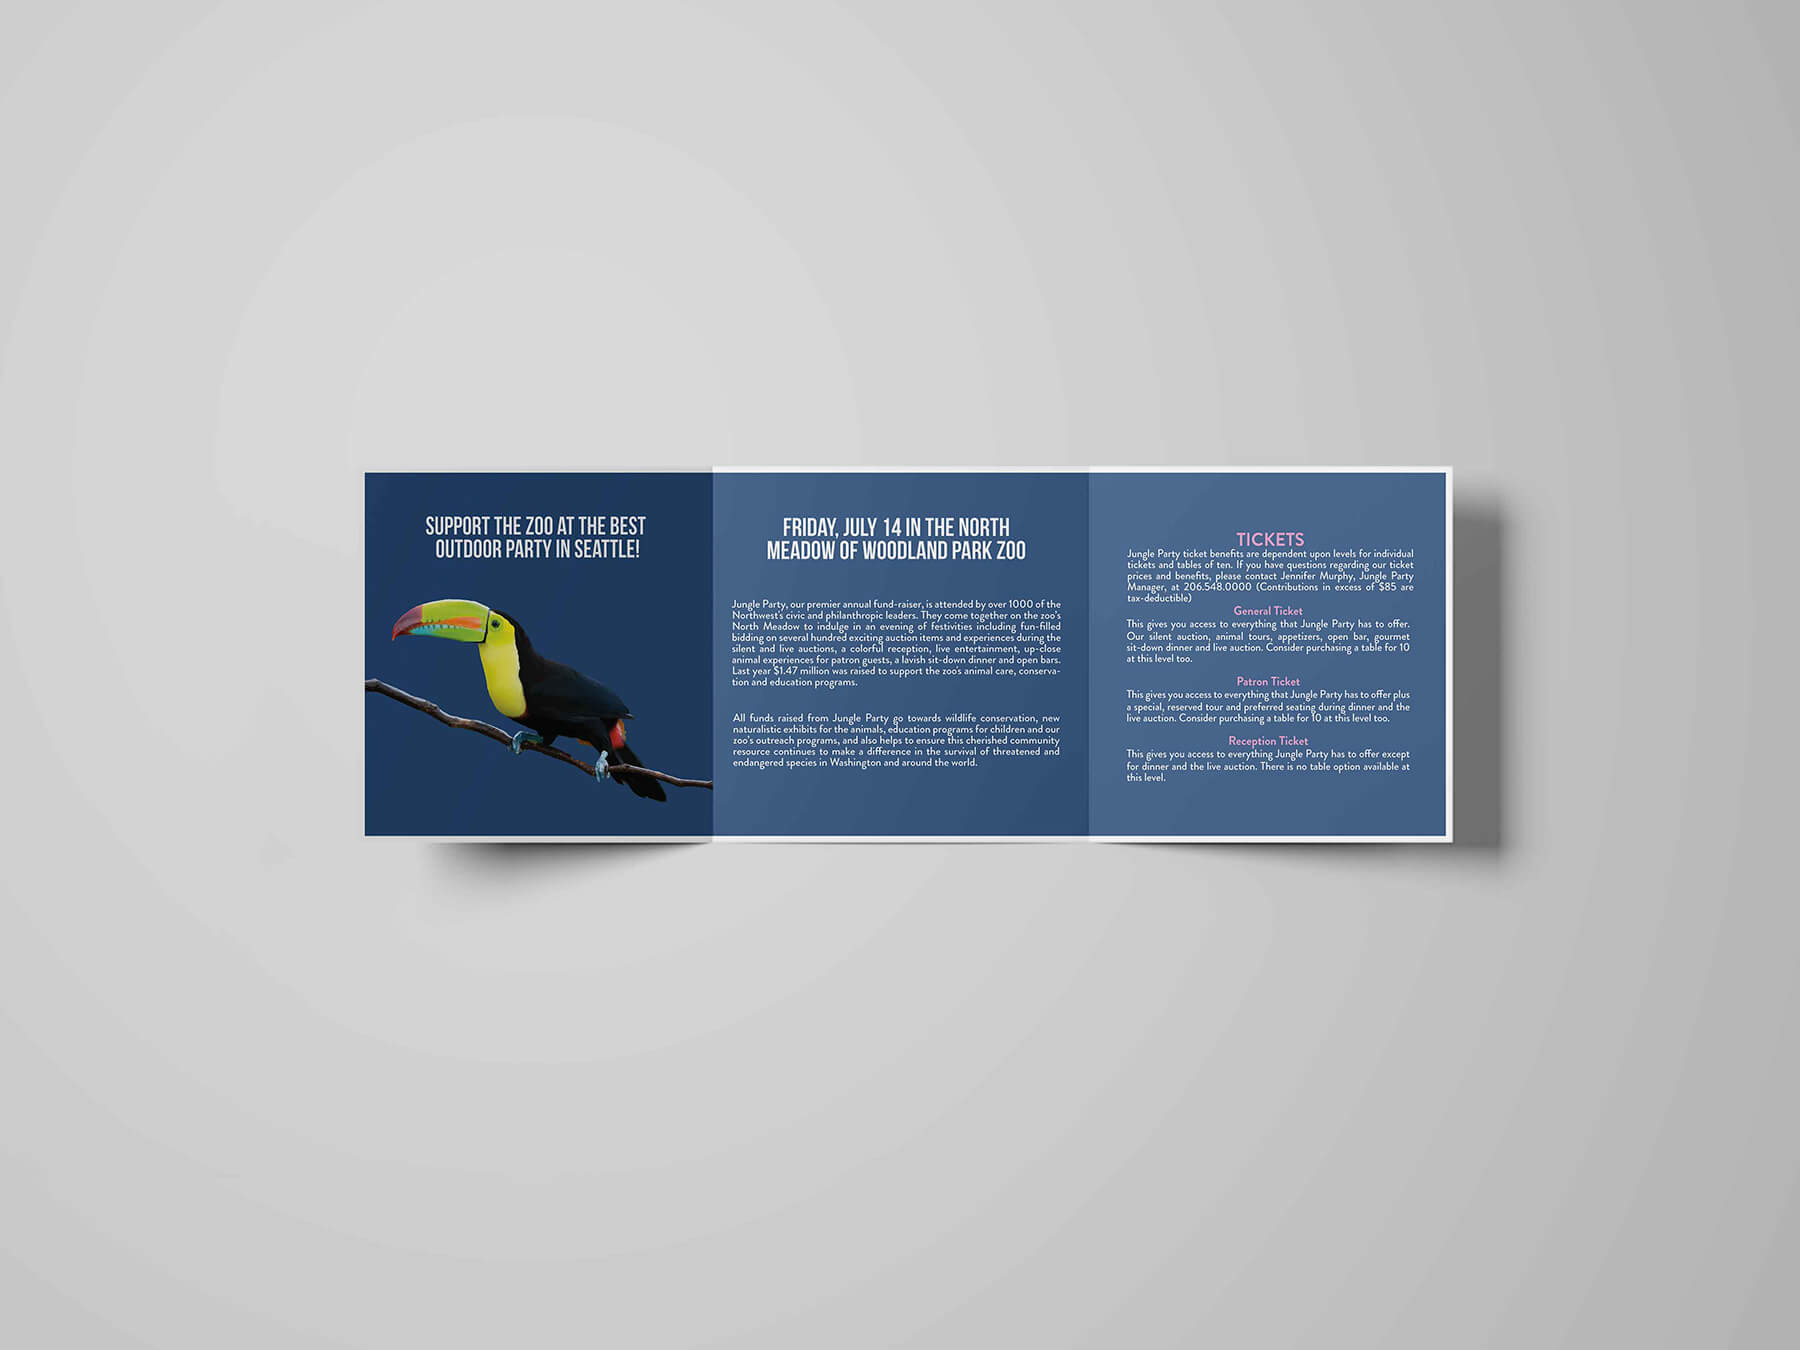 SUPPORT THE ZOO AT THE BEST
OUTDOOR PARTY IN SEATTLE!
FRIDAY, JULY 14 IN THE NORTH
MEADOW OF WOODLAND PARK ZOO
Jungle Party, our premier annual fund-raiser, is attended by over 1000 of the
Northwest's civic and philanthropic leaders. They come together on the zoo's
North Meadow to indulge in an evening of festivities including fun-filled
bidding on several hundred exciting auction items and experiences during the
silent and live auctions, a colorful reception, live entertainment, up-close
animal experiences for patron guests, a lavish sit-down dinner and open bars.
Last year $1.47 million was raised to support the zoo's animal care, conserva-
tion and education programs.
All funds raised from Jungle Party go towards wildlife conservation, new
naturalistic exhibits for the animals, education programs for children and our
zoo's outreach programs, and also helps to ensure this cherished community
resource continues to make a difference in the survival of threatened and
endangered species in Washington and around the world.
TICKETS
Jungle Party ticket benefits are dependent upon levels for individual
tickets and tables of ten. If you have questions regarding our ticket
prices and benefits, please contact Jennifer Murphy, Jungle Party
Manager, at 206.548.0000 (Contributions in excess of $85 are
tax-deductible)
General Ticket
This gives you access to everything that Jungle Party has to offer.
Our silent auction, animal tours, appetizers, open bar, gourmet
sit-down dinner and live auction. Consider purchasing a table for 10
at this level too.
Patron Ticket
This gives you access to everything that Jungle Party has to offer plus
a special, reserved tour and preferred seating during dinner and the
live auction. Consider purchasing a table for 10 at this level too.
Reception Ticket
This gives you access to everything Jungle Party has to offer except
for dinner and the live auction. There is no table option available at
this level.